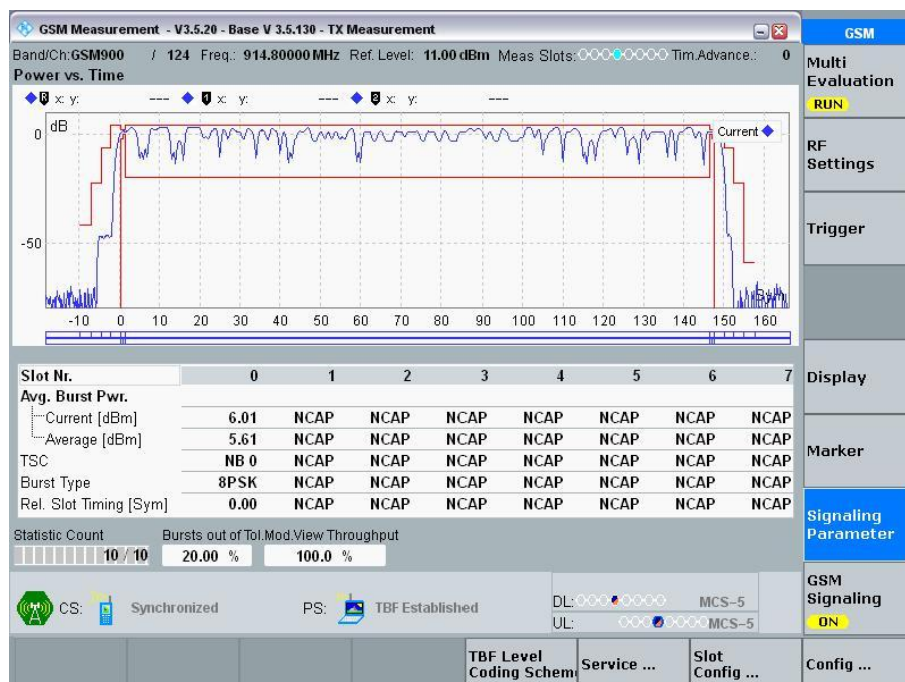 GSM Measurement - V3.5.20 - Base V 3.5.130 - TX Measurement
GSM
Band/Ch: GSM900 / 124 Freq.: 914.80000 MHz Ref. Level: 11.00 dBm Meas Slots: Tim.Advance.: 0
Power vs. Time
R x: y: --- 1 x: y: --- 2 x: y: ---
dB
Current
0
-50
Sym
-10 0 10 20 30 40 50 60 70 80 90 100 110 120 130 140 150 160
Slot Nr. 0 1 2 3 4 5 6 7
Avg. Burst Pwr.
Current [dBm] 6.01 NCAP NCAP NCAP NCAP NCAP NCAP NCAP
Average [dBm] 5.61 NCAP NCAP NCAP NCAP NCAP NCAP NCAP
TSC NB 0 NCAP NCAP NCAP NCAP NCAP NCAP NCAP
Burst Type 8PSK NCAP NCAP NCAP NCAP NCAP NCAP NCAP
Rel. Slot Timing [Sym] 0.00 NCAP NCAP NCAP NCAP NCAP NCAP NCAP
Statistic Count Bursts out of Tol. Mod.View Throughput
10 / 10 20.00 % 100.0 %
CS: Synchronized PS: TBF Established DL: MCS-5
UL: MCS-5
Multi
Evaluation
RUN
RF
Settings
Trigger
Display
Marker
Signaling
Parameter
GSM
Signaling
ON
TBF Level
Coding Schem
Service ...
Slot
Config ...
Config ...